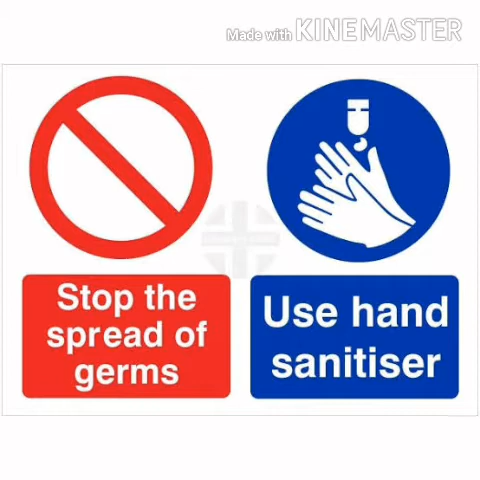 Made with KINEMASTER
Stop the
spread of
germs
Use hand
sanitiser